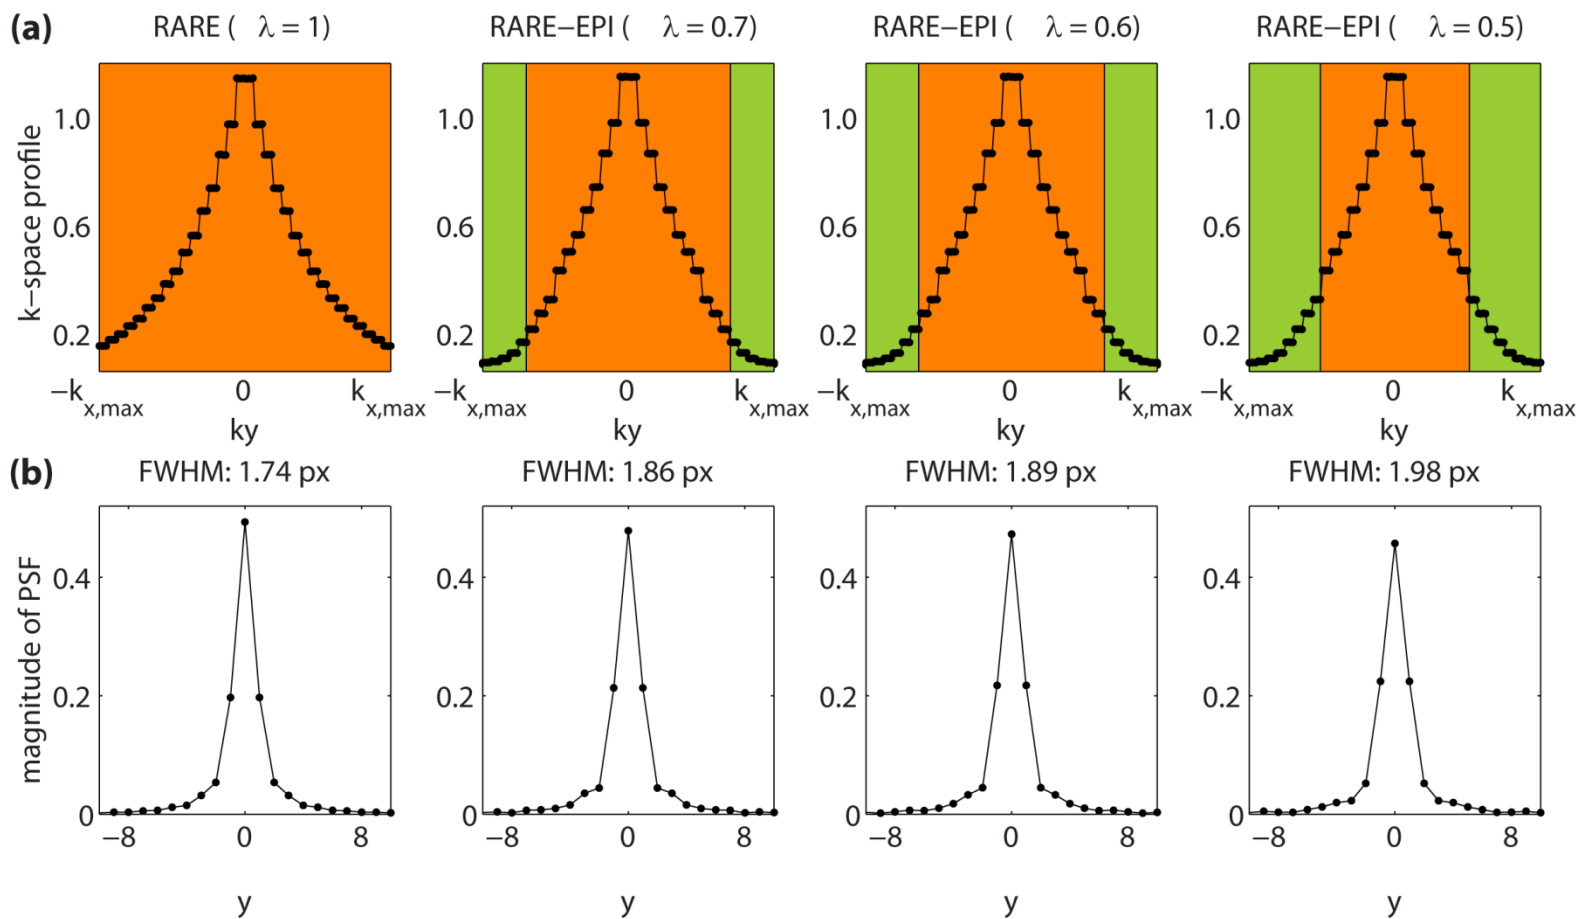 (a)
RARE ( λ = 1) RARE−EPI ( λ = 0.7) RARE−EPI ( λ = 0.6) RARE−EPI ( λ = 0.5)
k−space profile
1.0 1.0 1.0 1.0
0.6 0.6 0.6 0.6
0.2 0.2 0.2 0.2
−k x,max 0 k x,max −k x,max 0 k x,max −k x,max 0 k x,max −k x,max 0 k x,max
ky ky ky ky
(b)
FWHM: 1.74 px FWHM: 1.86 px FWHM: 1.89 px FWHM: 1.98 px
magnitude of PSF
0.4 0.4 0.4 0.4
0.2 0.2 0.2 0.2
0 0 0 0
−8 0 8 −8 0 8 −8 0 8 −8 0 8
y y y y